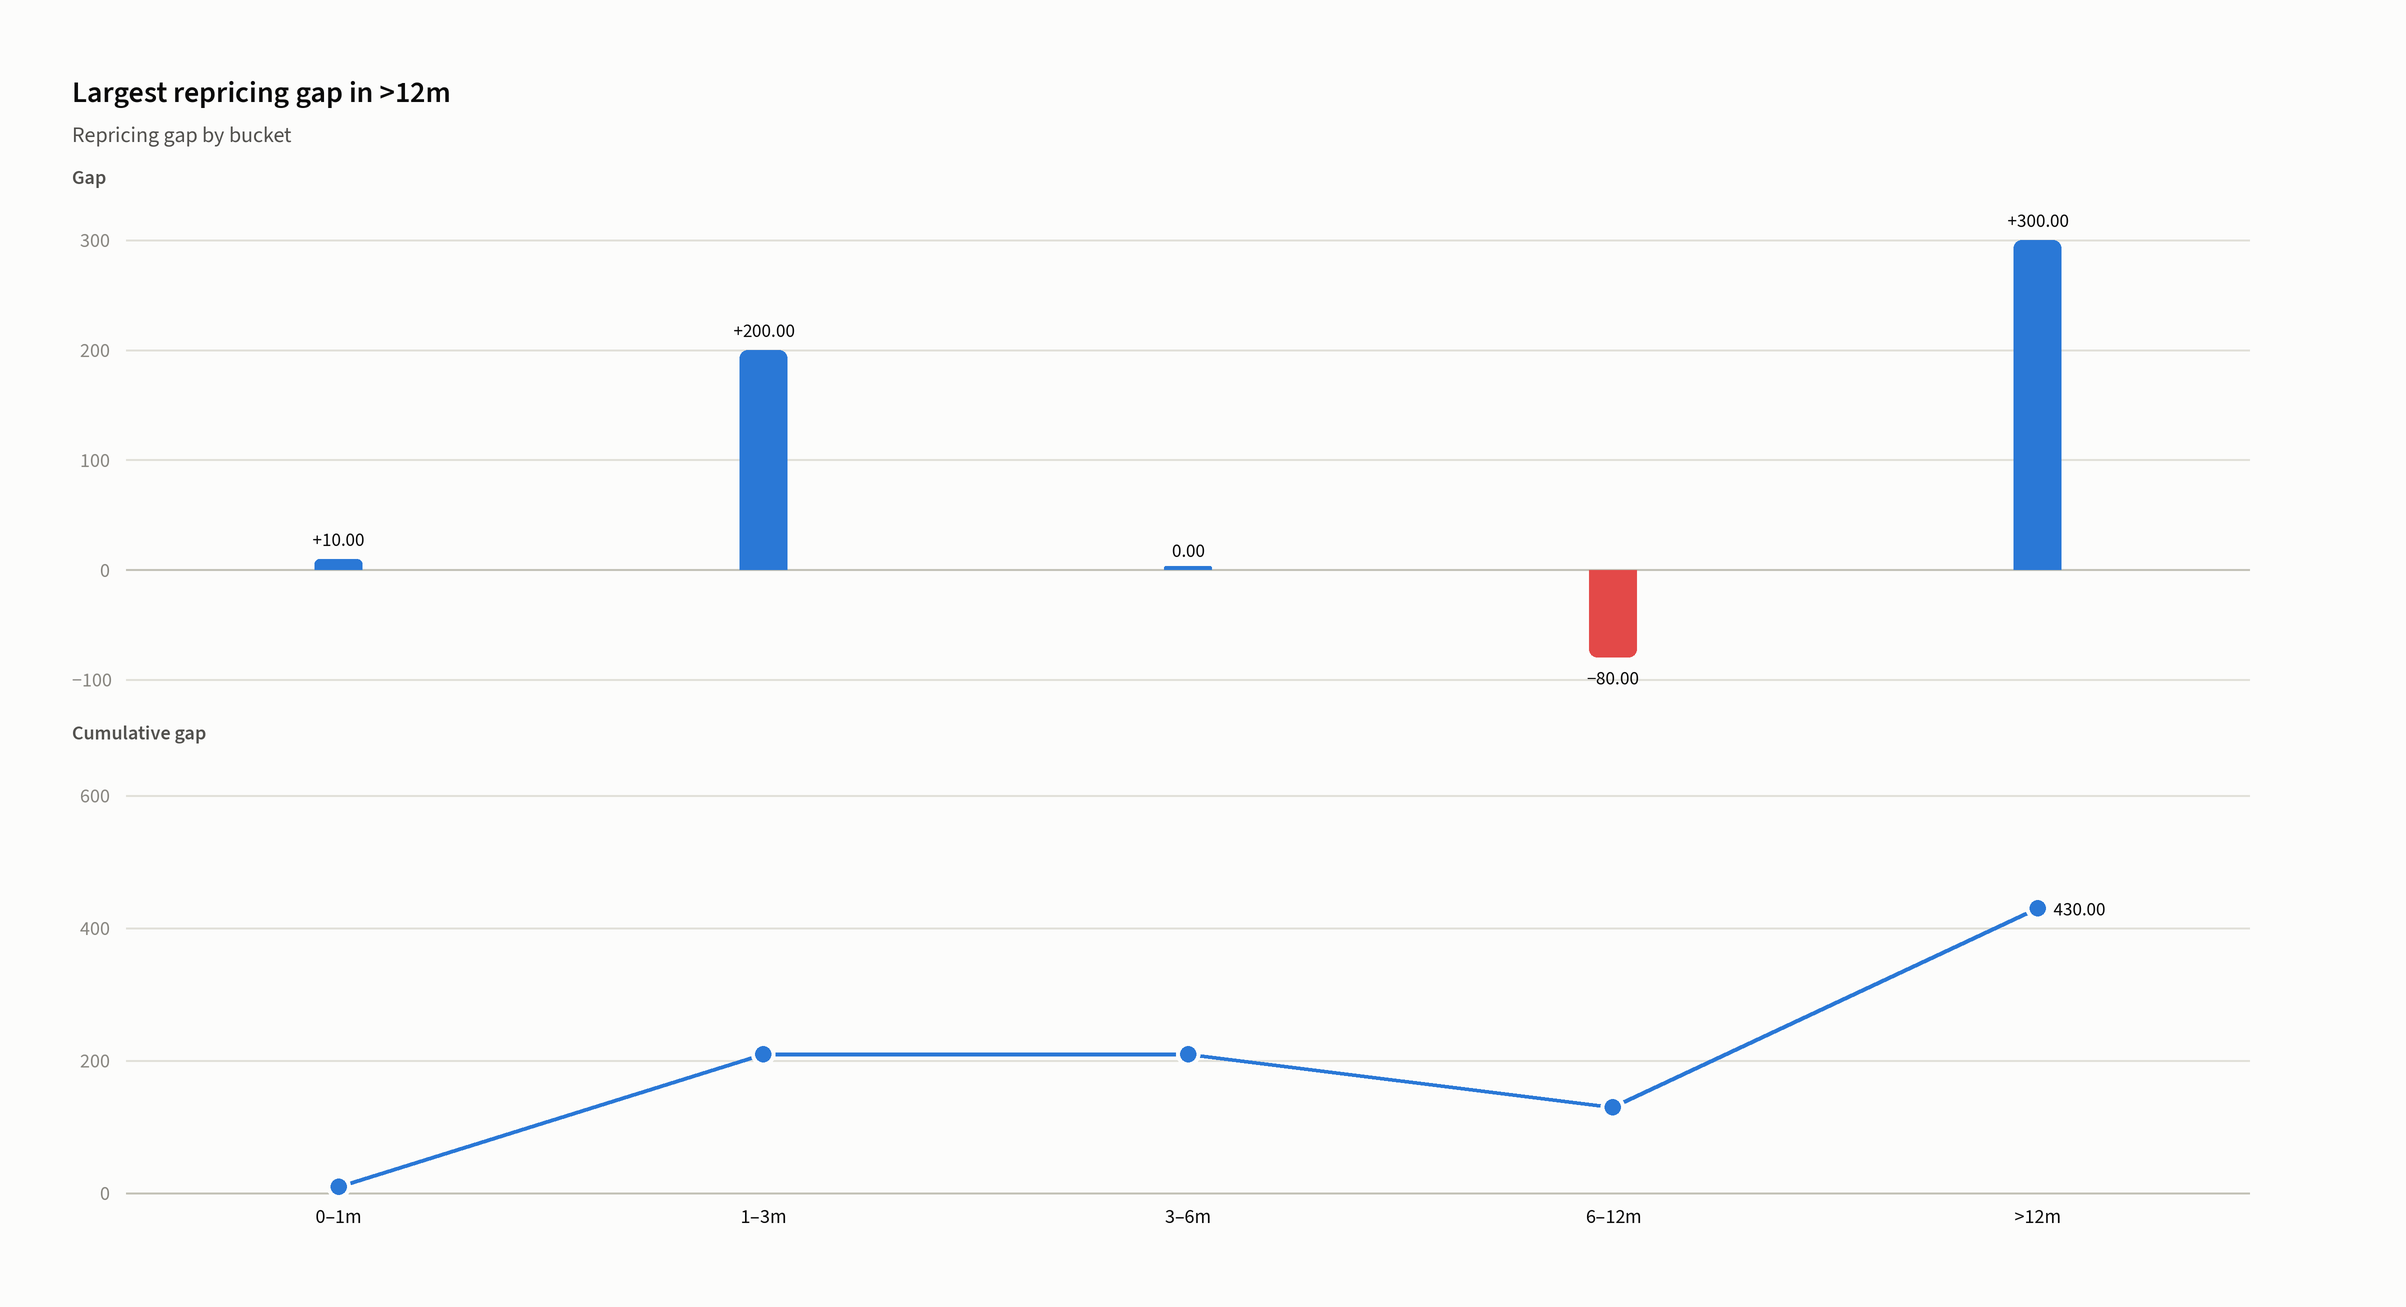 Largest repricing gap in >12m
Repricing gap by bucket
Gap
300
200
100
0
−100
+10.00
+200.00
0.00
−80.00
+300.00
Cumulative gap
600
400
200
0
430.00
0–1m
1–3m
3–6m
6–12m
>12m